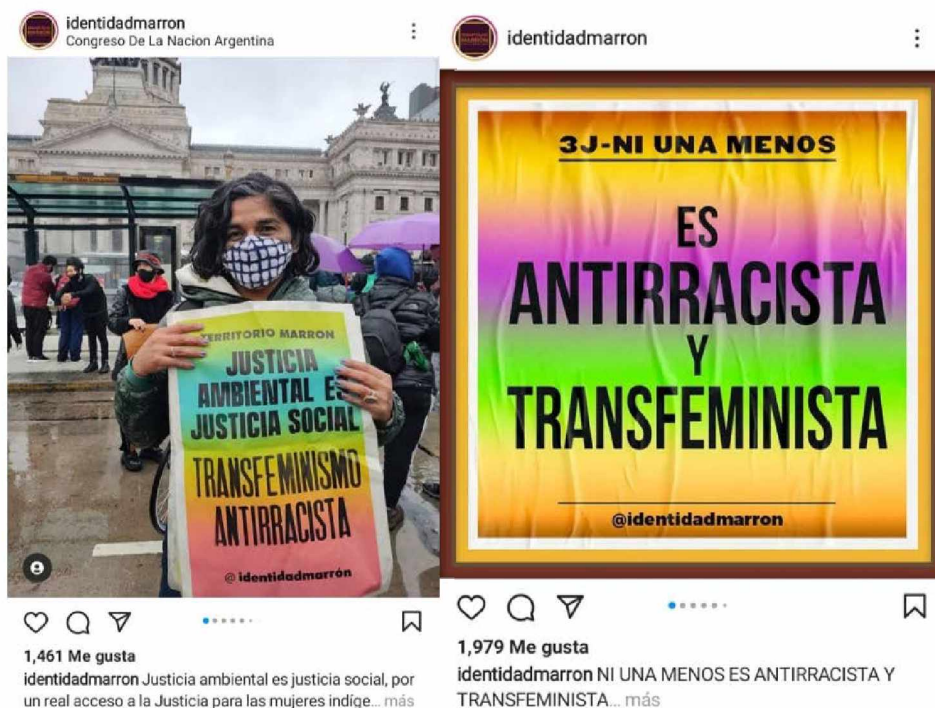 identidadmarron
Congreso De La Nacion Argentina
TERRITORIO MARRON
JUSTICIA
AMBIENTAL ES
JUSTICIA SOCIAL
TRANSFEMINISMO
ANTIRRACISTA
@ identidadmarrón
1,461 Me gusta
identidadmarron Justicia ambiental es justicia social, por
un real acceso a la Justicia para las mujeres indíge... más
identidadmarron
3J-NI UNA MENOS
ES
ANTIRRACISTA
Y
TRANSFEMINISTA
@identidadmarron
1,979 Me gusta
identidadmarron NI UNA MENOS ES ANTIRRACISTA Y
TRANSFEMINISTA... más